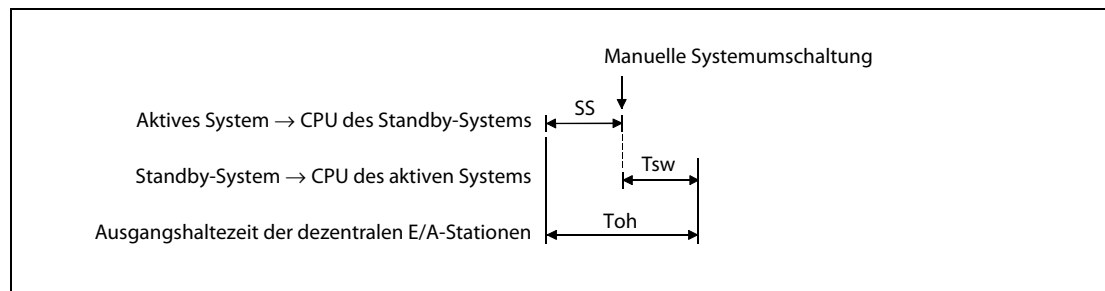 Manuelle Systemumschaltung
SS
Aktives System → CPU des Standby-Systems
Tsw
Standby-System → CPU des aktiven Systems
Toh
Ausgangshaltezeit der dezentralen E/A-Stationen